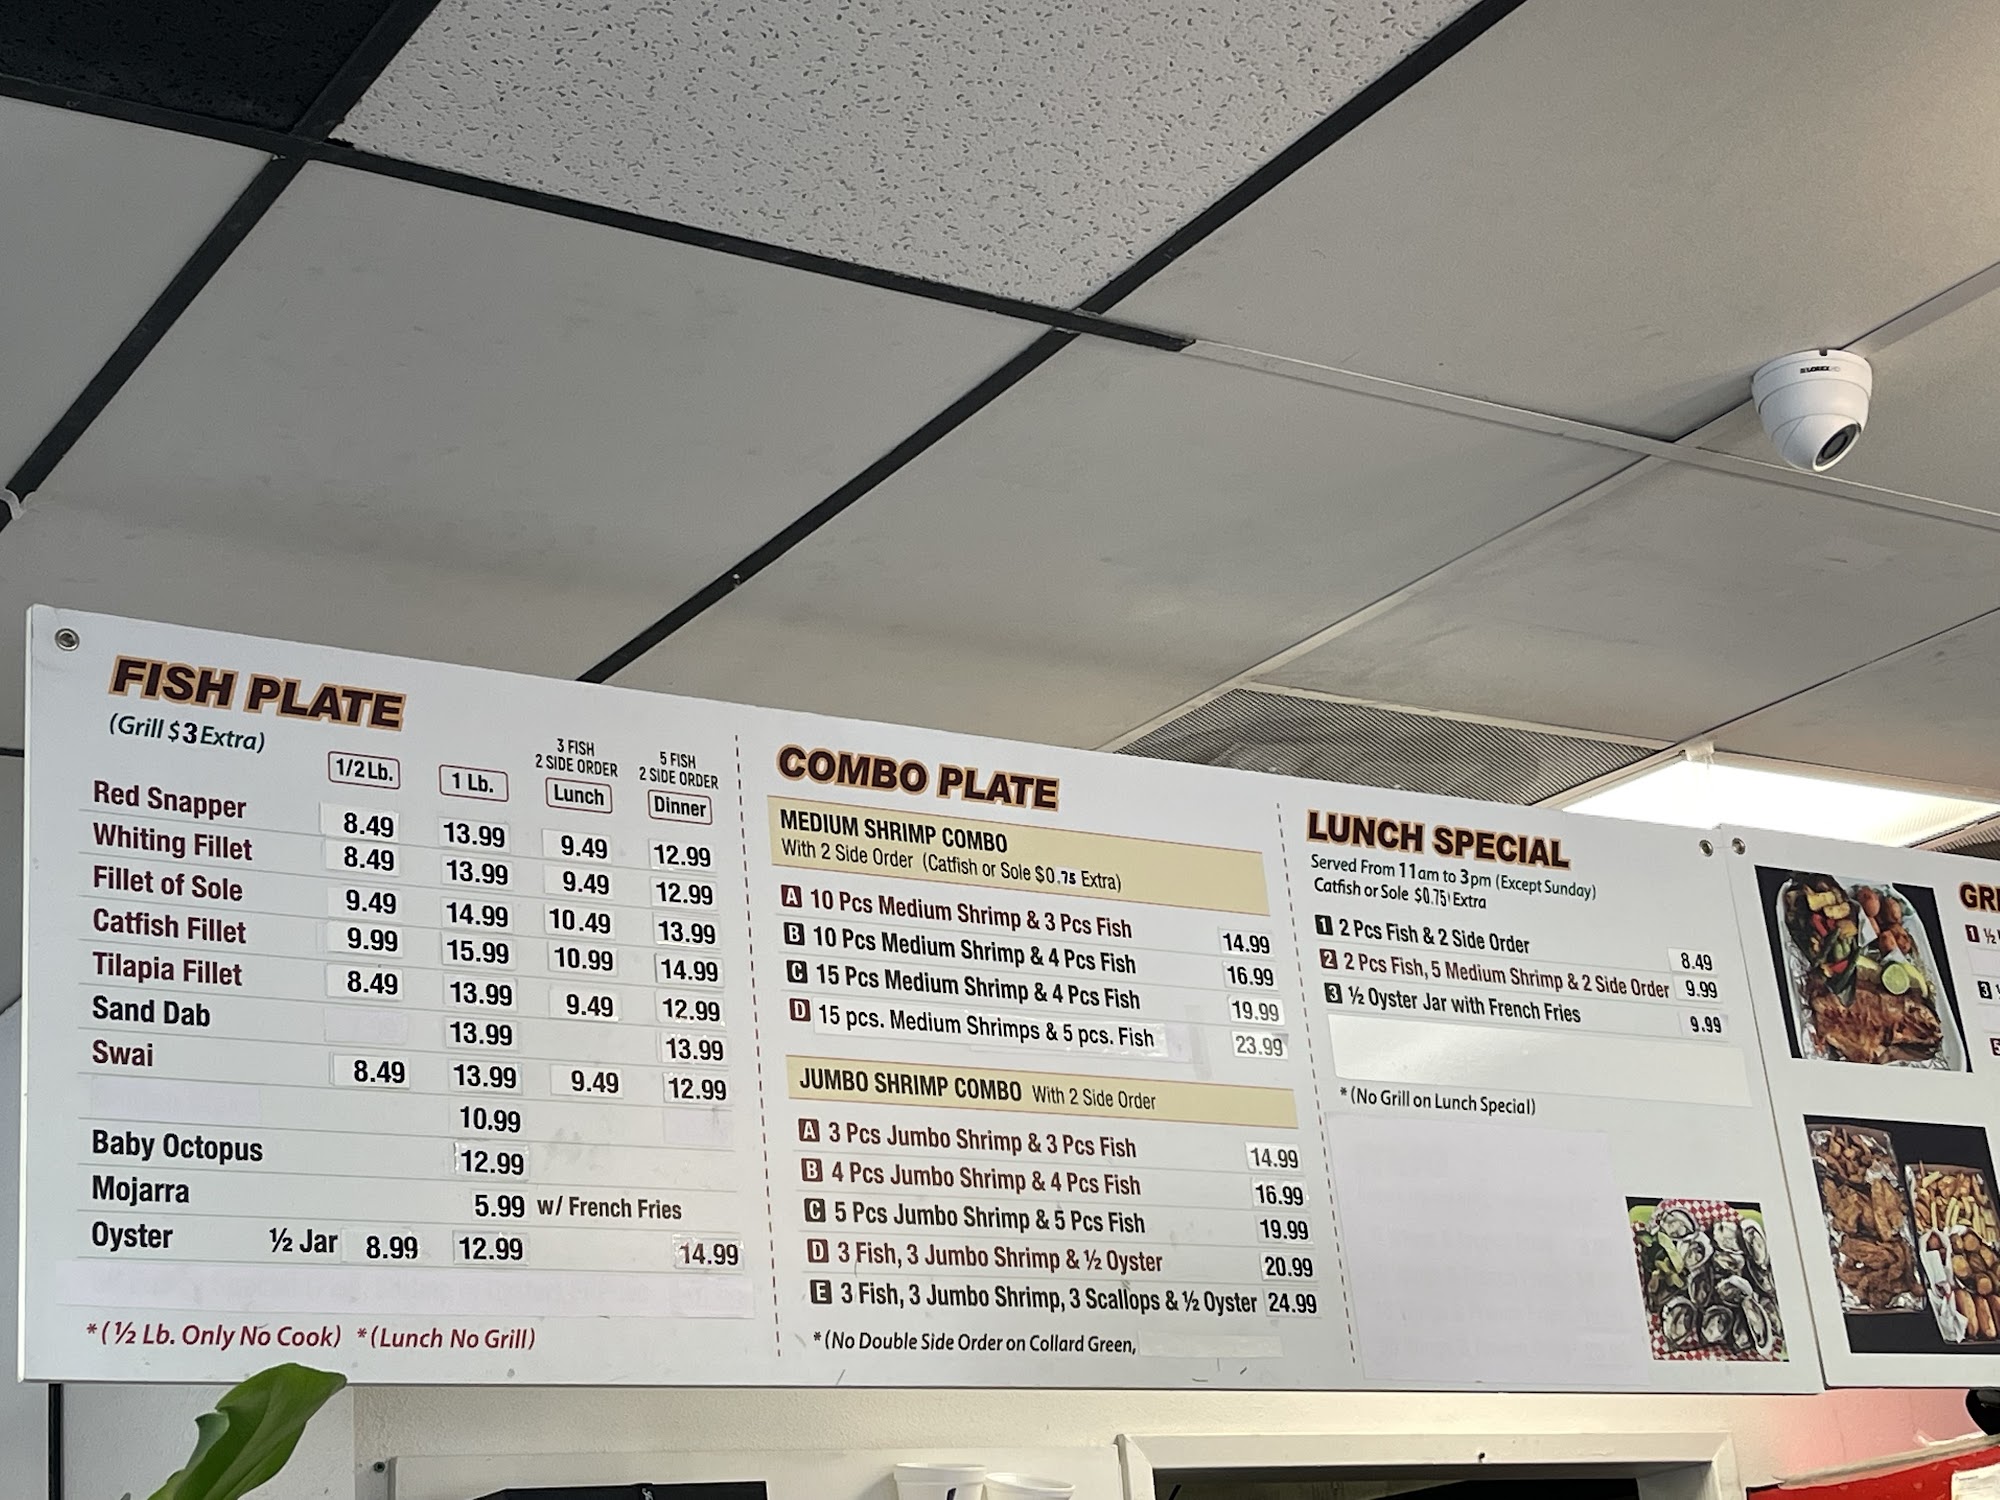 FISH PLATE
(Grill $3 Extra)
1/2 Lb. 1 Lb. 3 FISH 2 SIDE ORDER Lunch 5 FISH 2 SIDE ORDER Dinner
Red Snapper 8.49 13.99 9.49 12.99
Whiting Fillet 8.49 13.99 9.49 12.99
Fillet of Sole 9.49 14.99 10.49 13.99
Catfish Fillet 9.99 15.99 10.99 14.99
Tilapia Fillet 8.49 13.99 9.49 12.99
Sand Dab 13.99 13.99
Swai 8.49 13.99 9.49 12.99
10.99
Baby Octopus 12.99
Mojarra 5.99 w/ French Fries
Oyster ½ Jar 8.99 12.99 14.99
*(½ Lb. Only No Cook) *(Lunch No Grill)
COMBO PLATE
MEDIUM SHRIMP COMBO
With 2 Side Order (Catfish or Sole $0.75 Extra)
A 10 Pcs Medium Shrimp & 3 Pcs Fish 14.99
B 10 Pcs Medium Shrimp & 4 Pcs Fish 16.99
C 15 Pcs Medium Shrimp & 4 Pcs Fish 19.99
D 15 pcs. Medium Shrimps & 5 pcs. Fish 23.99
JUMBO SHRIMP COMBO With 2 Side Order
A 3 Pcs Jumbo Shrimp & 3 Pcs Fish 14.99
B 4 Pcs Jumbo Shrimp & 4 Pcs Fish 16.99
C 5 Pcs Jumbo Shrimp & 5 Pcs Fish 19.99
D 3 Fish, 3 Jumbo Shrimp & ½ Oyster 20.99
E 3 Fish, 3 Jumbo Shrimp, 3 Scallops & ½ Oyster 24.99
*(No Double Side Order on Collard Green,
LUNCH SPECIAL
Served From 11am to 3pm (Except Sunday)
Catfish or Sole $0.75 Extra
1 2 Pcs Fish & 2 Side Order 8.49
2 2 Pcs Fish, 5 Medium Shrimp & 2 Side Order 9.99
3 ½ Oyster Jar with French Fries 9.99
*(No Grill on Lunch Special)
1 ½
3